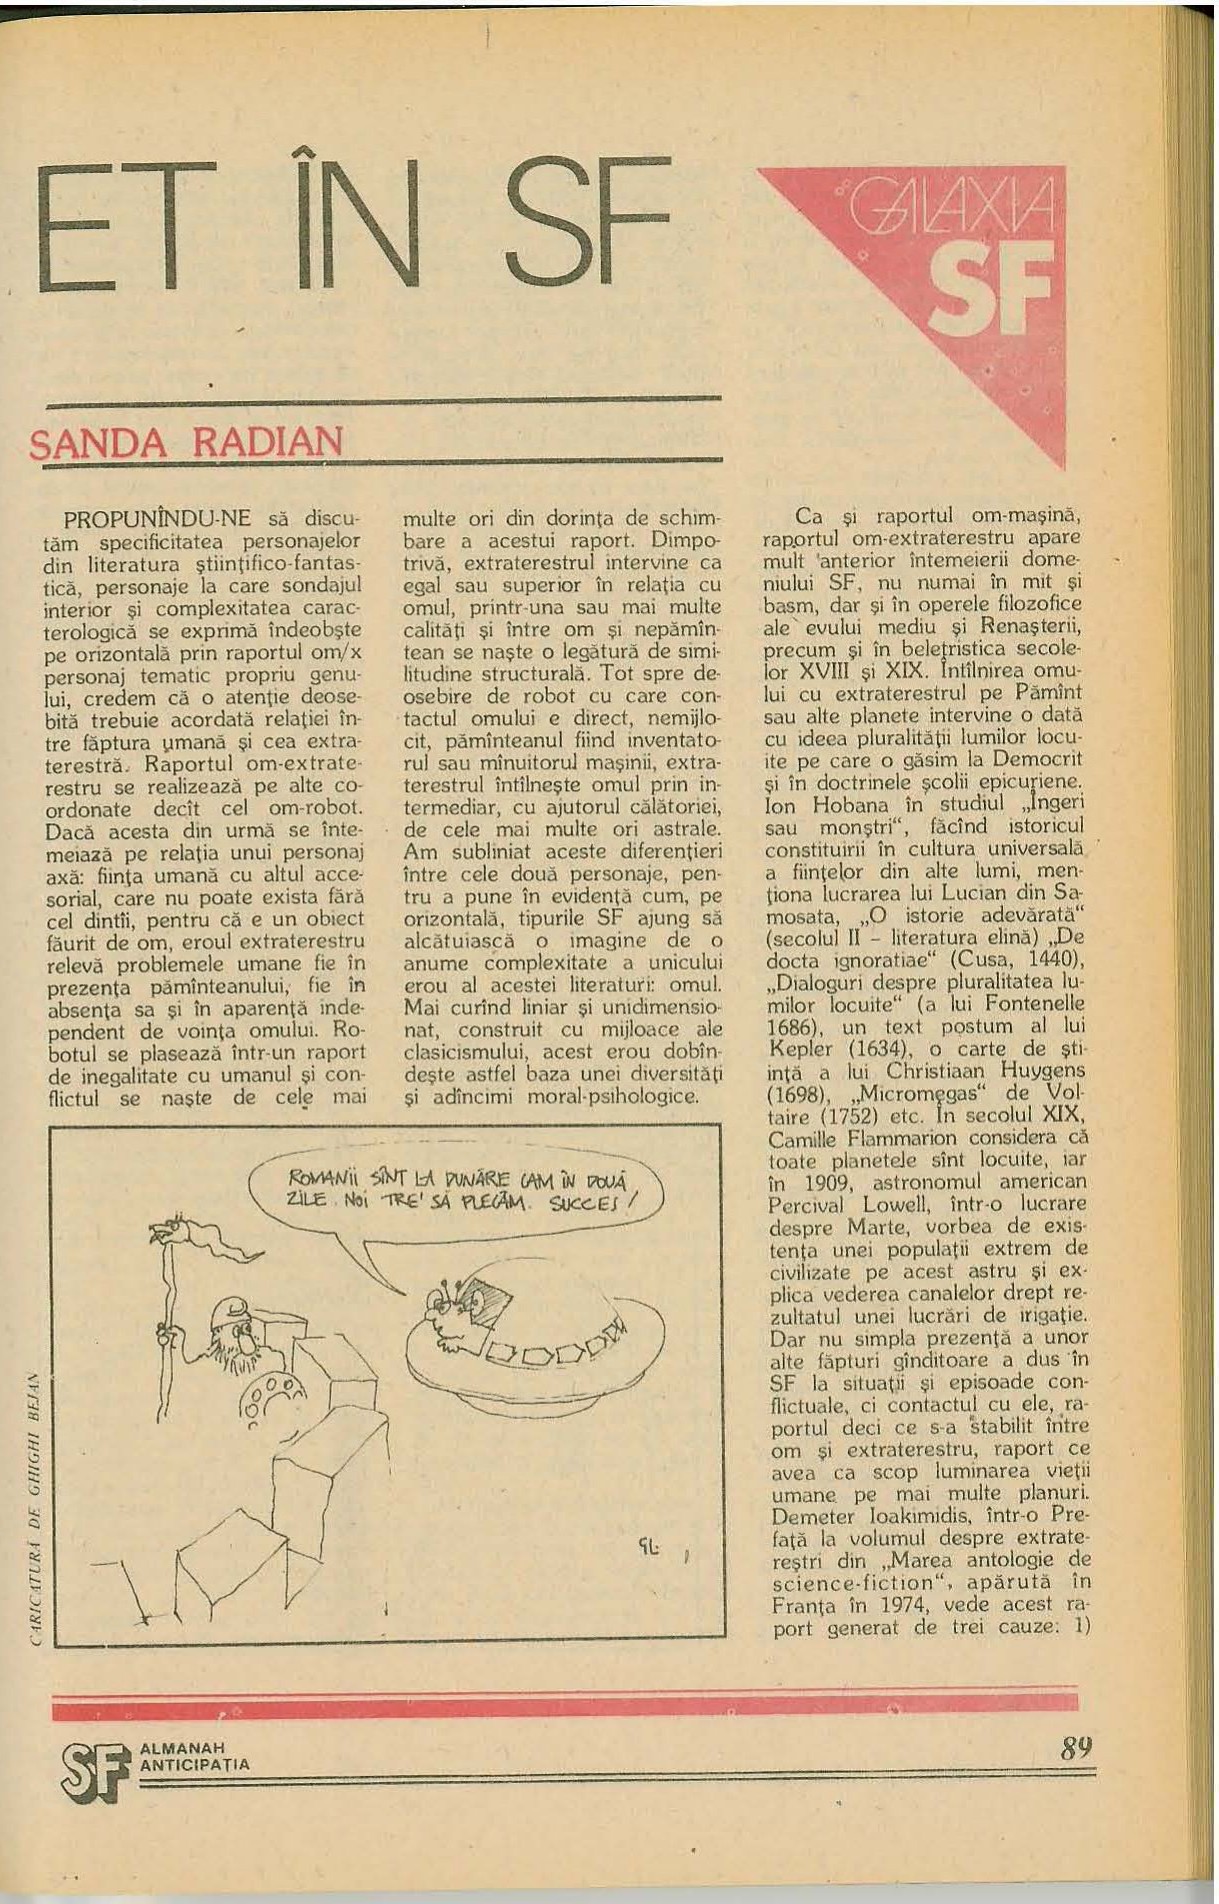 ET ÎN SF
GALAXIA
SF
SANDA RADIAN
PROPUNÎNDU-NE să discu-
tăm specificitatea personajelor
din literatura ştiinţifico-fantas-
tică, personaje la care sondajul
interior şi complexitatea carac-
terologică se exprimă îndeobşte
pe orizontală prin raportul om/x
personaj tematic propriu genu-
lui, credem că o atenţie deose-
bită trebuie acordată relaţiei în-
tre făptura umană şi cea extra-
terestră. Raportul om-extrate-
restru se realizează pe alte co-
ordonate decît cel om-robot.
Dacă acesta din urmă se înte-
meiază pe relaţia unui personaj
axă: fiinţa umană cu altul acce-
sorial, care nu poate exista fără
cel dintîi, pentru că e un obiect
făurit de om, eroul extraterestru
relevă problemele umane fie în
prezenţa pămînteanului, fie în
absenţa sa şi în aparenţă inde-
pendent de voinţa omului. Ro-
botul se plasează într-un raport
de inegalitate cu umanul şi con-
flictul se naşte de cele mai
multe ori din dorinţa de schim-
bare a acestui raport. Dimpo-
trivă, extraterestrul intervine ca
egal sau superior în relaţia cu
omul, printr-una sau mai multe
calităţi şi între om şi nepămîn-
tean se naşte o legătură de simi-
litudine structurală. Tot spre de-
osebire de robot cu care con-
tactul omului e direct, nemijlo-
cit, pămînteanul fiind inventato-
rul sau mînuitorul maşinii, extra-
terestrul întîlneşte omul prin in-
termediar, cu ajutorul călătoriei,
de cele mai multe ori astrale.
Am subliniat aceste diferenţieri
între cele două personaje, pen-
tru a pune în evidenţă cum, pe
orizontală, tipurile SF ajung să
alcătuiască o imagine de o
anume complexitate a unicului
erou al acestei literaturi: omul.
Mai curînd liniar şi unidimensio-
nat, construit cu mijloace ale
clasicismului, acest erou dobîn-
deşte astfel baza unei diversităţi
şi adîncimi moral-psihologice.
Ca şi raportul om-maşină,
raportul om-extraterestru apare
mult anterior întemeierii dome-
niului SF, nu numai în mit şi
basm, dar şi în operele filozofice
ale evului mediu şi Renaşterii,
precum şi în beletristica secole-
lor XVIII şi XIX. Întîlnirea omu-
lui cu extraterestrul pe Pămînt
sau alte planete intervine o dată
cu ideea pluralităţii lumilor locu-
ite pe care o găsim la Democrit
şi în doctrinele şcolii epicuriene.
Ion Hobana în studiul „Îngeri
sau monştri“, făcînd istoricul
constituirii în cultura universală
a fiinţelor din alte lumi, men-
ţiona lucrarea lui Lucian din Sa-
mosata, „O istorie adevărată“
(secolul II – literatura elină) „De
docta ignoratiae“ (Cusa, 1440),
„Dialoguri despre pluralitatea lu-
milor locuite“ (a lui Fontenelle
1686), un text postum al lui
Kepler (1634), o carte de şti-
inţă a lui Christiaan Huygens
(1698), „Micromegas“ de Vol-
taire (1752) etc. În secolul XIX,
Camille Flammarion considera că
toate planetele sînt locuite, iar
în 1909, astronomul american
Percival Lowell, într-o lucrare
despre Marte, vorbea de exis-
tenţa unei populaţii extrem de
civilizate pe acest astru şi ex-
plica vederea canalelor drept re-
zultatul unei lucrări de irigaţie.
Dar nu simpla prezenţă a unor
alte făpturi gînditoare a dus în
SF la situaţii şi episoade con-
flictuale, ci contactul cu ele, ra-
portul deci ce s-a stabilit între
om şi extraterestru, raport ce
avea ca scop luminarea vieţii
umane pe mai multe planuri.
Demeter Ioakimidis, într-o Pre-
faţă la volumul despre extrate-
reştri din „Marea antologie de
science-fiction“, apărută în
Franţa în 1974, vede acest ra-
port generat de trei cauze: 1)
ROMANII SÎNT LA DUNĂRE CAM ÎN DOUĂ
ZILE. NOI TRE' SĂ PLECĂM. SUCCES!
GL.
CARICATURĂ DE GHIGHI BEJAN
SF
ALMANAH
ANTICIPAŢIA
89